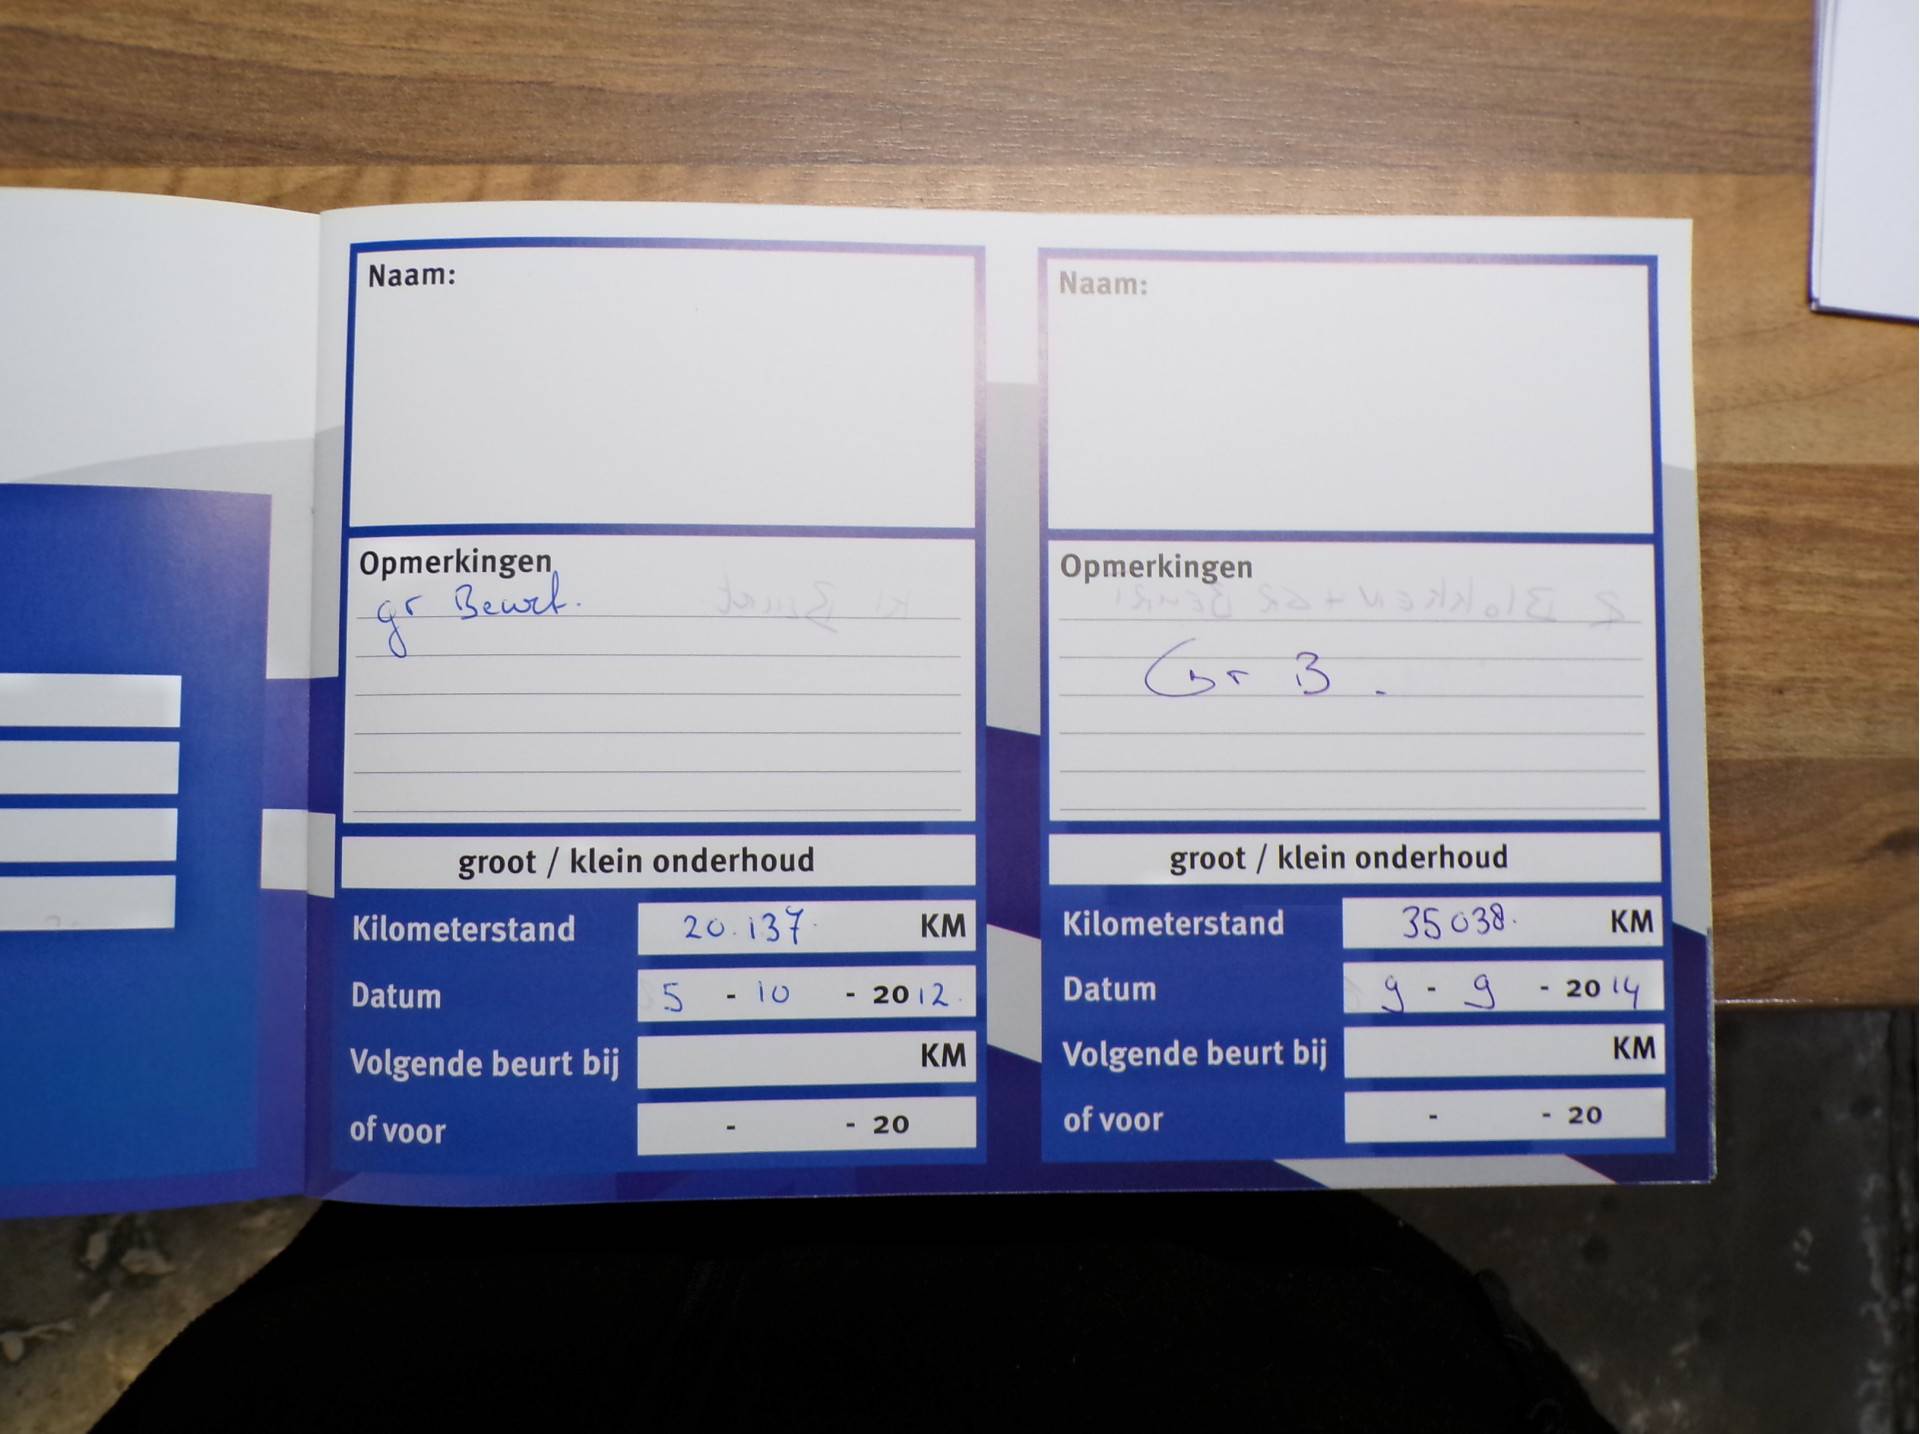 Naam:
Opmerkingen
gr Beurt.
groot / klein onderhoud
Kilometerstand 20.137 KM
Datum 5 - 10 - 2012
Volgende beurt bij KM
of voor - - 20
Naam:
Opmerkingen
Gr B.
groot / klein onderhoud
Kilometerstand 35038 KM
Datum 9 - 9 - 2014
Volgende beurt bij KM
of voor - - 20